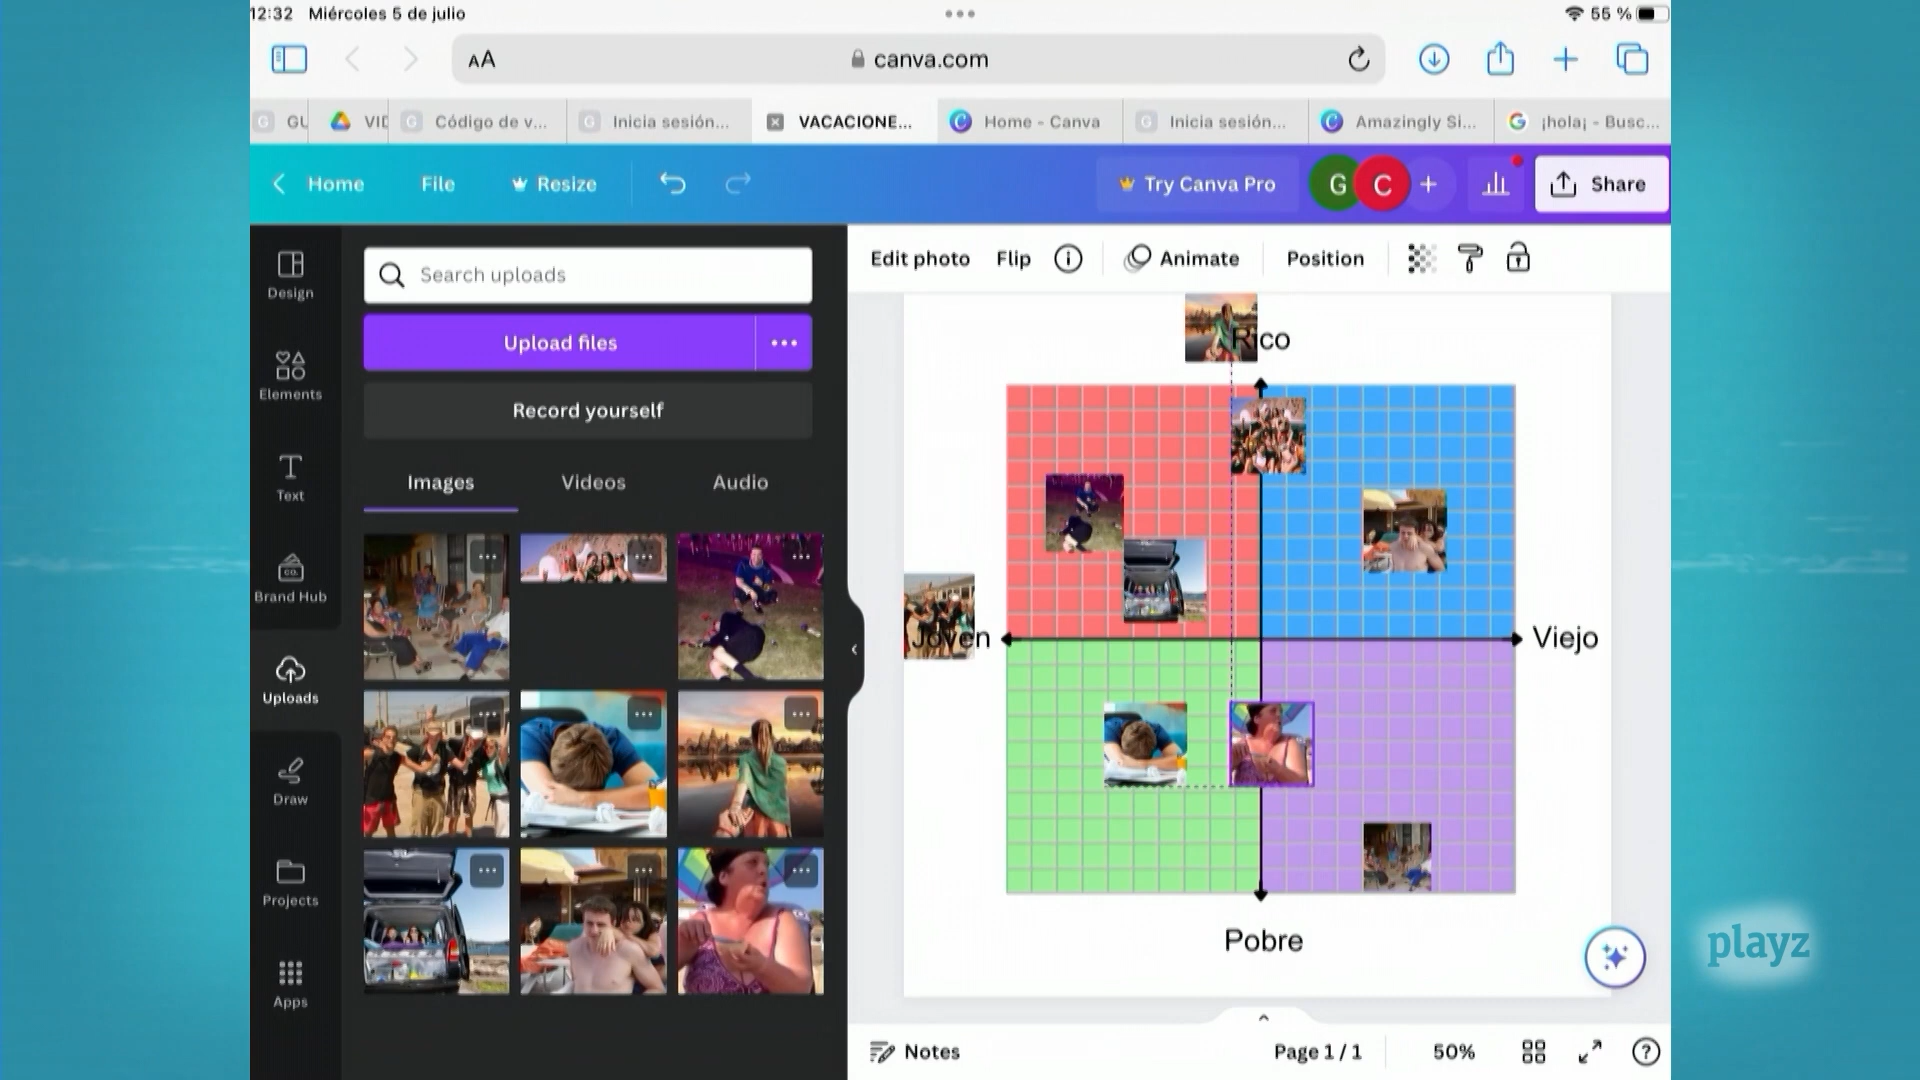 12:32 Miércoles 5 de julio
55 %
AA
canva.com
GU
VID
Código de v...
Inicia sesión...
VACACIONE...
Home - Canva
Inicia sesión...
Amazingly Si...
¡hola¡ - Busc...
Home
File
Resize
Try Canva Pro
G
C
Share
Design
Elements
Text
CO.
Brand Hub
Uploads
Draw
Projects
Apps
Search uploads
Upload files
Record yourself
Images
Videos
Audio
Edit photo
Flip
Animate
Position
Rico
Joven
Viejo
Pobre
playz
Notes
Page 1 / 1
50%